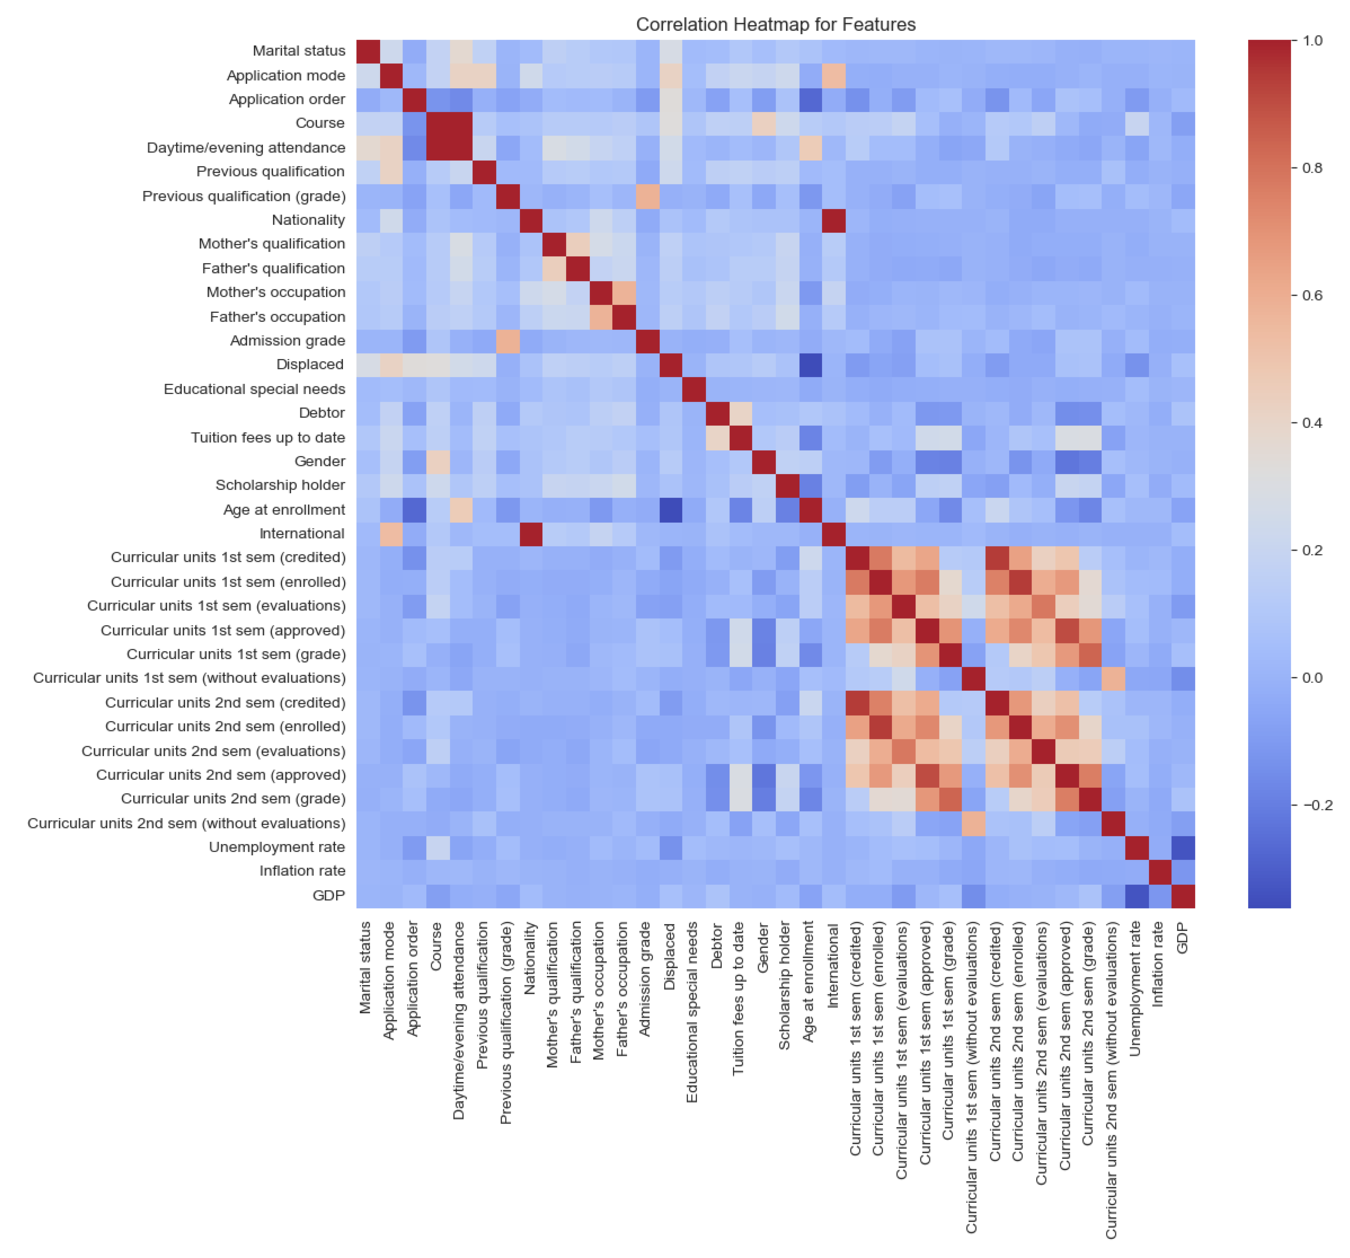 Correlation Heatmap for Features
Marital status
Application mode
Application order
Course
Daytime/evening attendance
Previous qualification
Previous qualification (grade)
Nationality
Mother's qualification
Father's qualification
Mother's occupation
Father's occupation
Admission grade
Displaced
Educational special needs
Debtor
Tuition fees up to date
Gender
Scholarship holder
Age at enrollment
International
Curricular units 1st sem (credited)
Curricular units 1st sem (enrolled)
Curricular units 1st sem (evaluations)
Curricular units 1st sem (approved)
Curricular units 1st sem (grade)
Curricular units 1st sem (without evaluations)
Curricular units 2nd sem (credited)
Curricular units 2nd sem (enrolled)
Curricular units 2nd sem (evaluations)
Curricular units 2nd sem (approved)
Curricular units 2nd sem (grade)
Curricular units 2nd sem (without evaluations)
Unemployment rate
Inflation rate
GDP
Marital status
Application mode
Application order
Course
Daytime/evening attendance
Previous qualification
Previous qualification (grade)
Nationality
Mother's qualification
Father's qualification
Mother's occupation
Father's occupation
Admission grade
Displaced
Educational special needs
Debtor
Tuition fees up to date
Gender
Scholarship holder
Age at enrollment
International
Curricular units 1st sem (credited)
Curricular units 1st sem (enrolled)
Curricular units 1st sem (evaluations)
Curricular units 1st sem (approved)
Curricular units 1st sem (grade)
Curricular units 1st sem (without evaluations)
Curricular units 2nd sem (credited)
Curricular units 2nd sem (enrolled)
Curricular units 2nd sem (evaluations)
Curricular units 2nd sem (approved)
Curricular units 2nd sem (grade)
Curricular units 2nd sem (without evaluations)
Unemployment rate
Inflation rate
GDP
1.0
0.8
0.6
0.4
0.2
0.0
−0.2